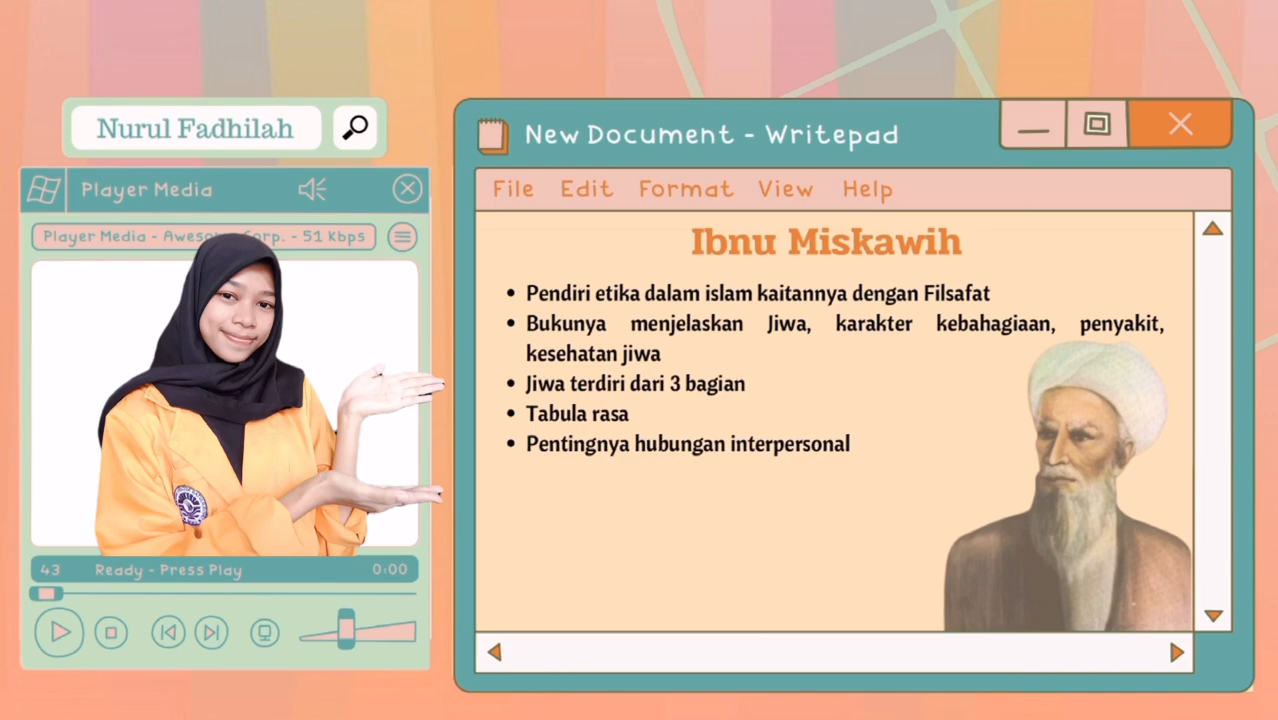 Nurul Fadhilah
Player Media
Player Media - Aweso Corp. - 51 Kbps
43 Ready - Press Play 0:00
New Document - Writepad
File Edit Format View Help
Ibnu Miskawih
• Pendiri etika dalam islam kaitannya dengan Filsafat
• Bukunya menjelaskan Jiwa, karakter kebahagiaan, penyakit,
kesehatan jiwa
• Jiwa terdiri dari 3 bagian
• Tabula rasa
• Pentingnya hubungan interpersonal